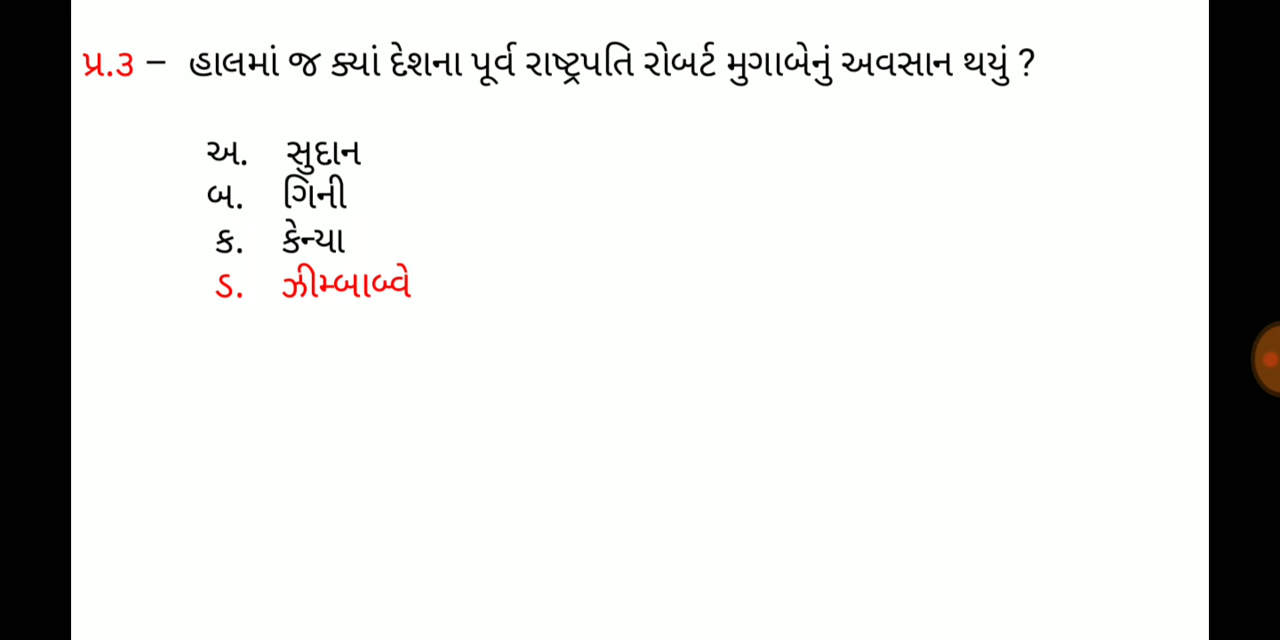 પ્ર.૩ – હાલમાં જ ક્યાં દેશના પૂર્વ રાષ્ટ્રપતિ રોબર્ટ મુગાબેનું અવસાન થયું ?
અ. સુદાન
બ. ગિની
ક. કેન્યા
ડ. ઝીમ્બાબ્વે